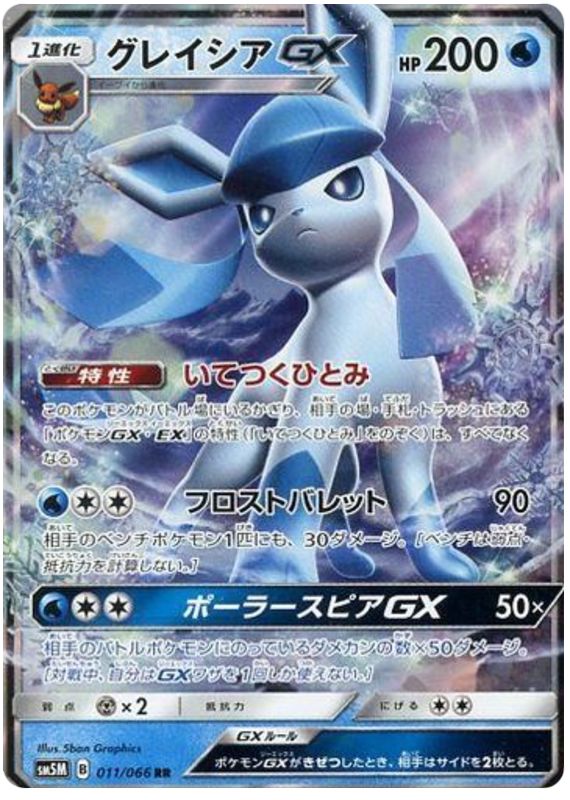 1進化
グレイシアGX
HP200
イーブイから進化
特性 いてつくひとみ
このポケモンがバトル場にいるかぎり、相手の場・手札・トラッシュにある
「ポケモンGX・EX」の特性(「いてつくひとみ」をのぞく)は、すべてなく
なる。
フロストバレット 90
相手のベンチポケモン1匹にも、30ダメージ。[ベンチは弱点・
抵抗力を計算しない。]
ポーラースピアGX 50×
相手のバトルポケモンにのっているダメカンの数×50ダメージ。
[対戦中、自分はGXワザを1回しか使えない。]
弱点 ×2 抵抗力 にげる
Illus. 5ban Graphics
GXルール
SM5M B 011/066 RR
ポケモンGXがきぜつしたとき、相手はサイドを2枚とる。